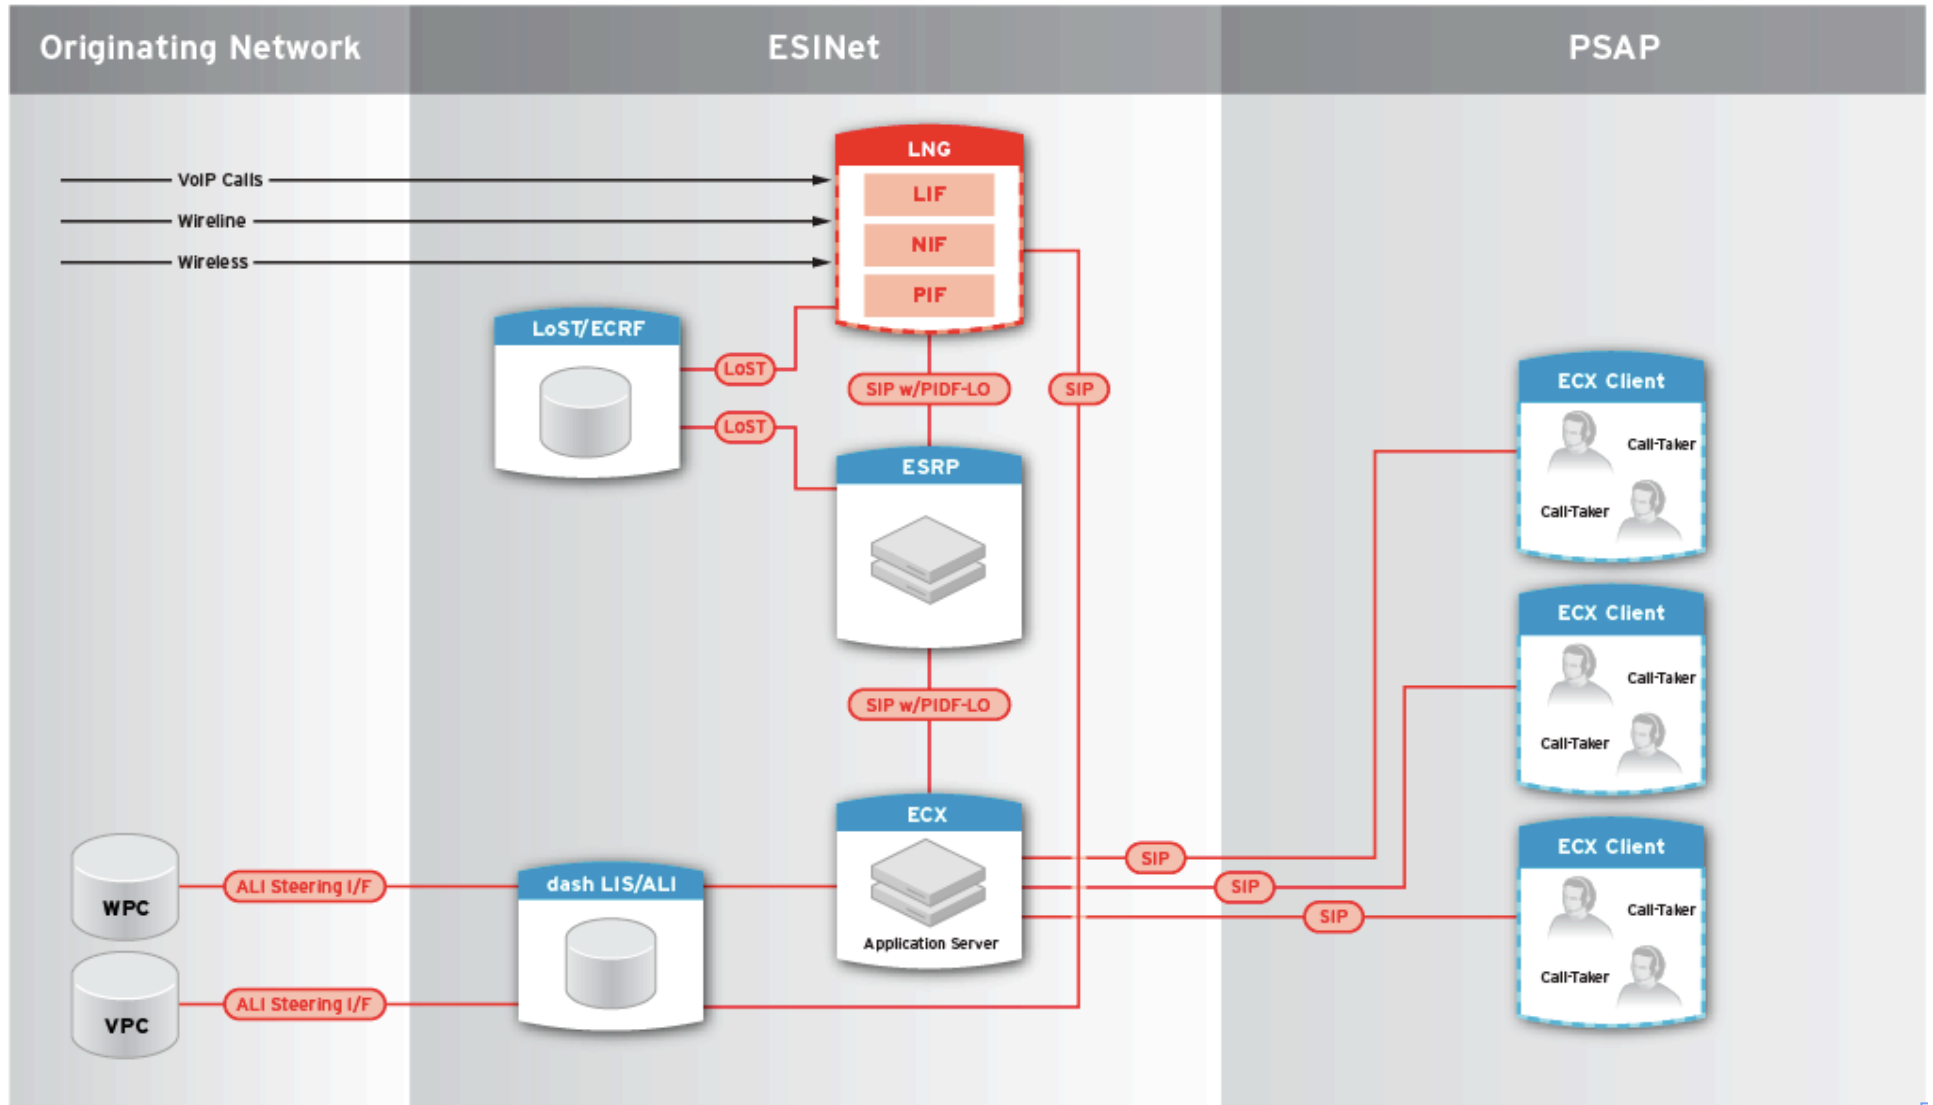 Originating Network
ESINet
PSAP
LNG
VoIP Calls
LIF
Wireline
NIF
Wireless
PIF
LoST/ECRF
LoST
SIP w/PIDF-LO
SIP
ECX Client
LoST
Call-Taker
ESRP
Call-Taker
ECX Client
Call-Taker
SIP w/PIDF-LO
Call-Taker
ECX
ECX Client
SIP
dash LIS/ALI
ALI Steering I/F
SIP
WPC
Call-Taker
SIP
Application Server
Call-Taker
ALI Steering I/F
VPC